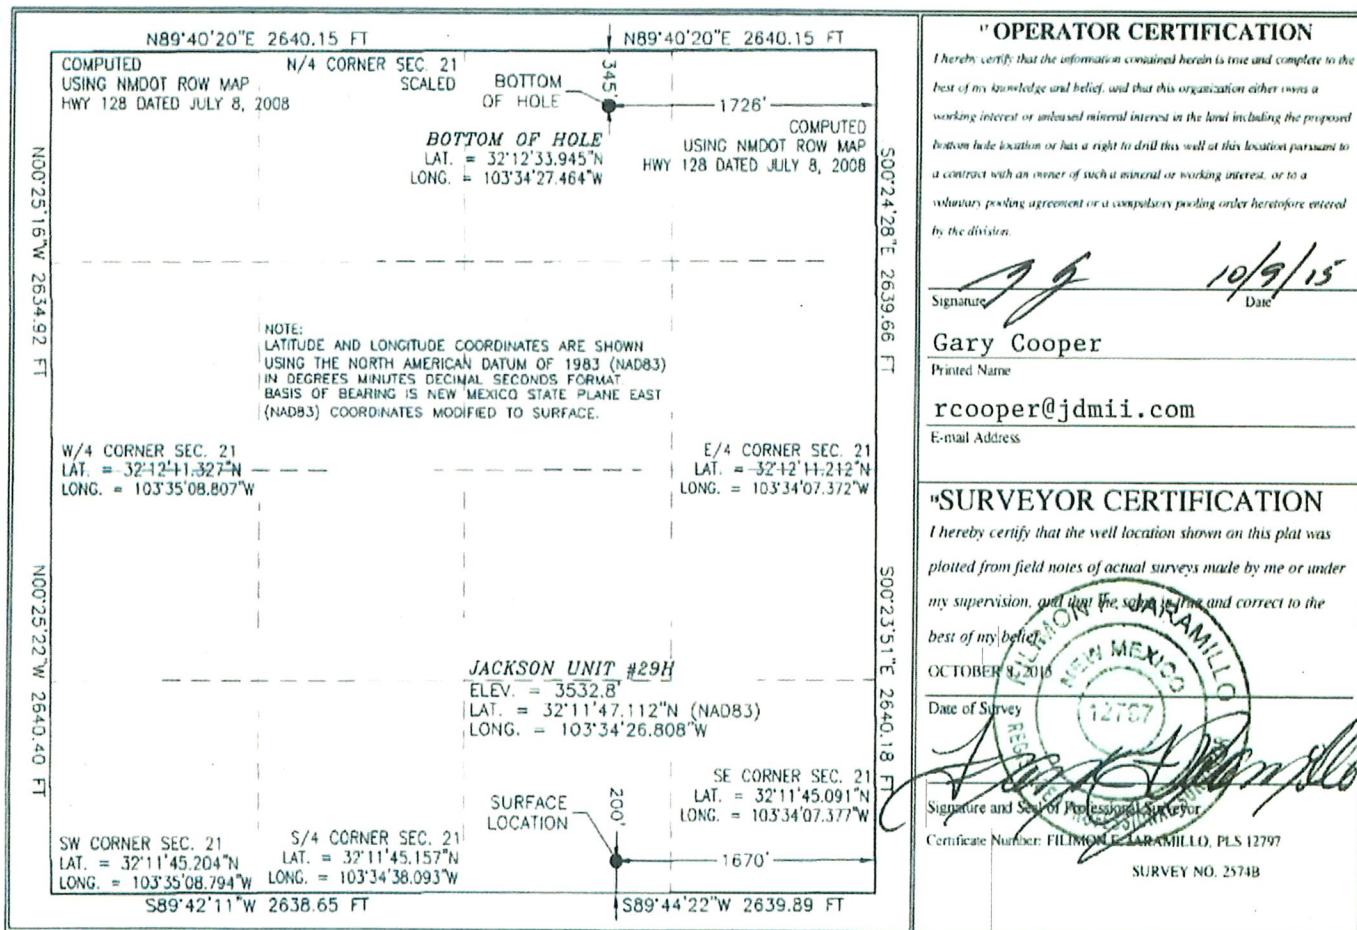 N89°40'20"E 2640.15 FT
N89°40'20"E 2640.15 FT
COMPUTED
USING NMDOT ROW MAP
HWY 128 DATED JULY 8, 2008
N/4 CORNER SEC. 21
SCALED
BOTTOM
OF HOLE
345'
1726'
BOTTOM OF HOLE
LAT. = 32°12'33.945"N
LONG. = 103°34'27.464"W
COMPUTED
USING NMDOT ROW MAP
HWY 128 DATED JULY 8, 2008
N00°25'16"W 2634.92 FT
S00°24'28"E 2639.66 FT
NOTE:
LATITUDE AND LONGITUDE COORDINATES ARE SHOWN
USING THE NORTH AMERICAN DATUM OF 1983 (NAD83)
IN DEGREES MINUTES DECIMAL SECONDS FORMAT.
BASIS OF BEARING IS NEW MEXICO STATE PLANE EAST
(NAD83) COORDINATES MODIFIED TO SURFACE.
W/4 CORNER SEC. 21
LAT. = 32°12'11.327"N
LONG. = 103°35'08.807"W
E/4 CORNER SEC. 21
LAT. = 32°12'11.212"N
LONG. = 103°34'07.372"W
N00°25'22"W 2640.40 FT
S00°23'51"E 2640.18 FT
JACKSON UNIT #29H
ELEV. = 3532.8'
LAT. = 32°11'47.112"N (NAD83)
LONG. = 103°34'26.808"W
SE CORNER SEC. 21
LAT. = 32°11'45.091"N
LONG. = 103°34'07.377"W
SURFACE
LOCATION
200'
1670'
SW CORNER SEC. 21
LAT. = 32°11'45.204"N
LONG. = 103°35'08.794"W
S/4 CORNER SEC. 21
LAT. = 32°11'45.157"N
LONG. = 103°34'38.093"W
S89°42'11"W 2638.65 FT
S89°44'22"W 2639.89 FT
"OPERATOR CERTIFICATION
I hereby certify that the information contained herein is true and complete to the
best of my knowledge and belief, and that this organization either owns a
working interest or unleased mineral interest in the land including the proposed
bottom hole location or has a right to drill this well at this location pursuant to
a contract with an owner of such a mineral or working interest, or to a
voluntary pooling agreement or a compulsory pooling order heretofore entered
by the division.
10/9/15
Signature Date
Gary Cooper
Printed Name
rcooper@jdmii.com
E-mail Address
"SURVEYOR CERTIFICATION
I hereby certify that the well location shown on this plat was
plotted from field notes of actual surveys made by me or under
my supervision, and that the same is true and correct to the
best of my belief.
OCTOBER 8, 2015
Date of Survey
FILIMON F. JARAMILLO
NEW MEXICO
12797
Signature and Seal of Professional Surveyor
Certificate Number: FILIMON F. JARAMILLO, PLS 12797
SURVEY NO. 2574B